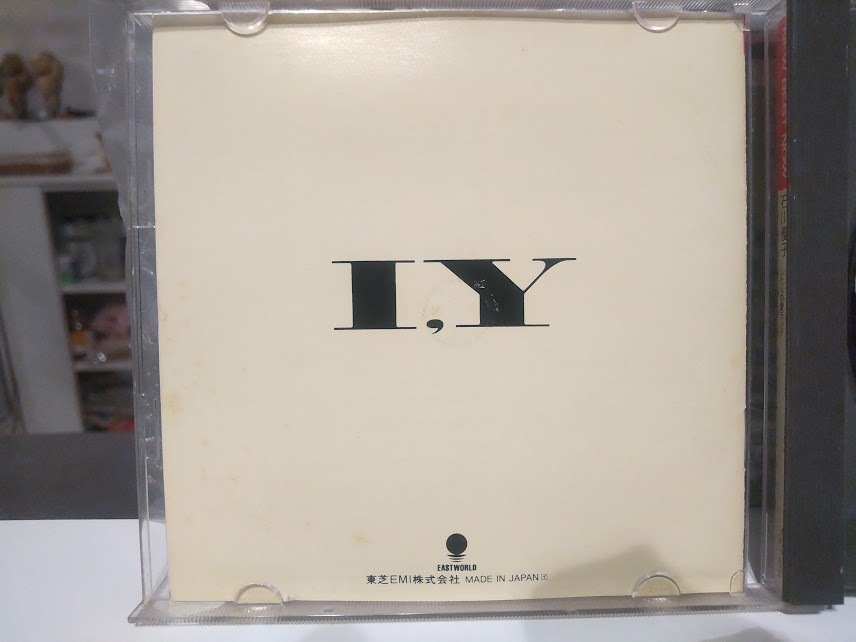 I,Y
EASTWORLD
東芝EMI株式会社 MADE IN JAPAN